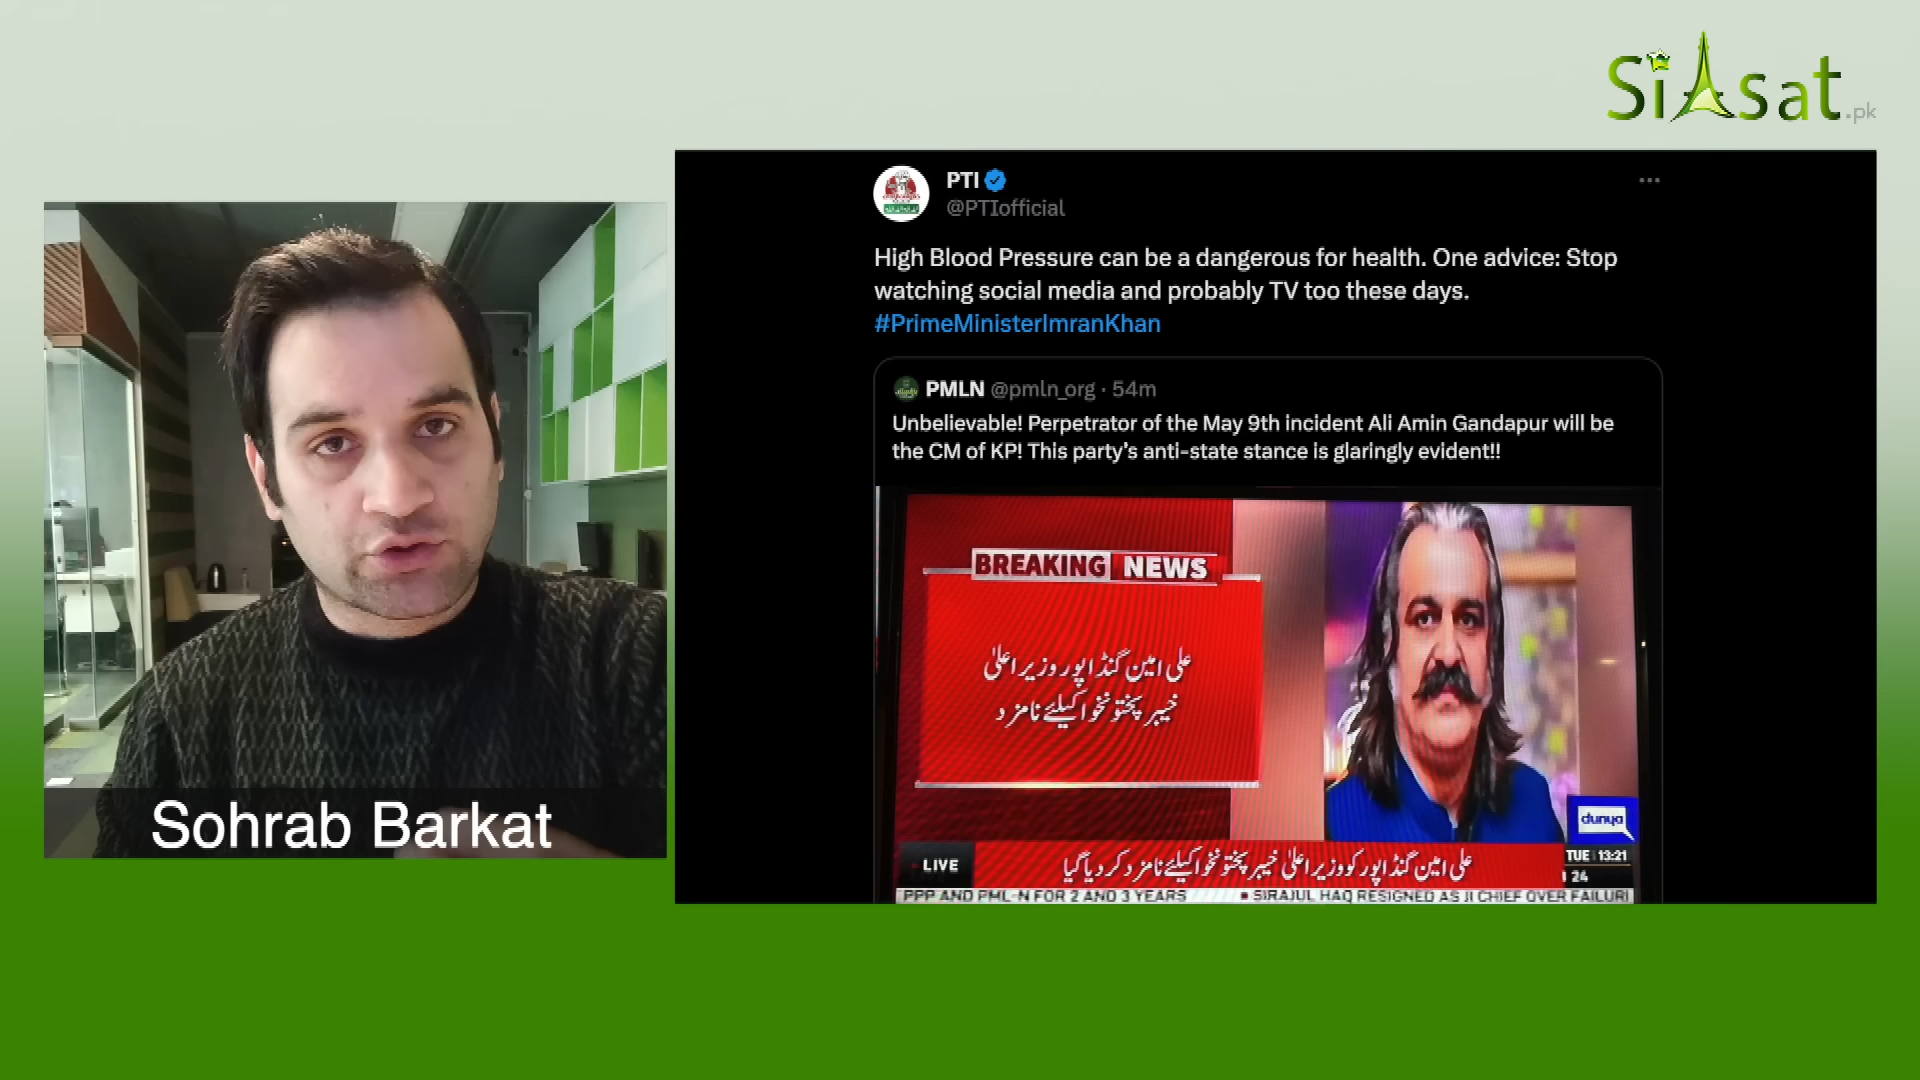 SiAsat.pk
PTI
@PTIofficial
High Blood Pressure can be a dangerous for health. One advice: Stop
watching social media and probably TV too these days.
#PrimeMinisterImranKhan
PMLN @pmln_org · 54m
Unbelievable! Perpetrator of the May 9th incident Ali Amin Gandapur will be
the CM of KP! This party's anti-state stance is glaringly evident!!
BREAKING NEWS
علی امین گنڈاپور وزیر اعلیٰ
خیبر پختونخوا کیلئے نامزد
dunya
LIVE
علی امین گنڈاپور کو وزیر اعلیٰ خیبر پختونخوا کیلئے نامزد کر دیا گیا
TUE 13:21
24
PPP AND PML-N FOR 2 AND 3 YEARS
SIRAJUL HAQ RESIGNED AS JI CHIEF OVER FAILURE
Sohrab Barkat